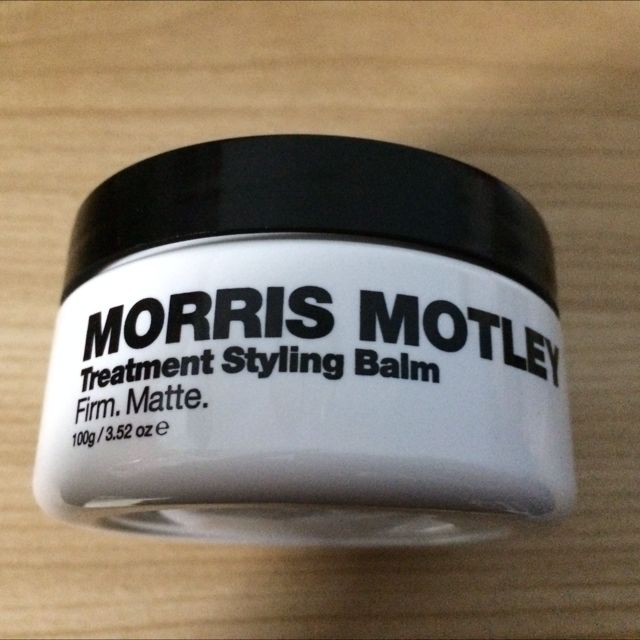 MORRIS MOTLEY
Treatment Styling Balm
Firm. Matte.
100g / 3.52 oz ℮